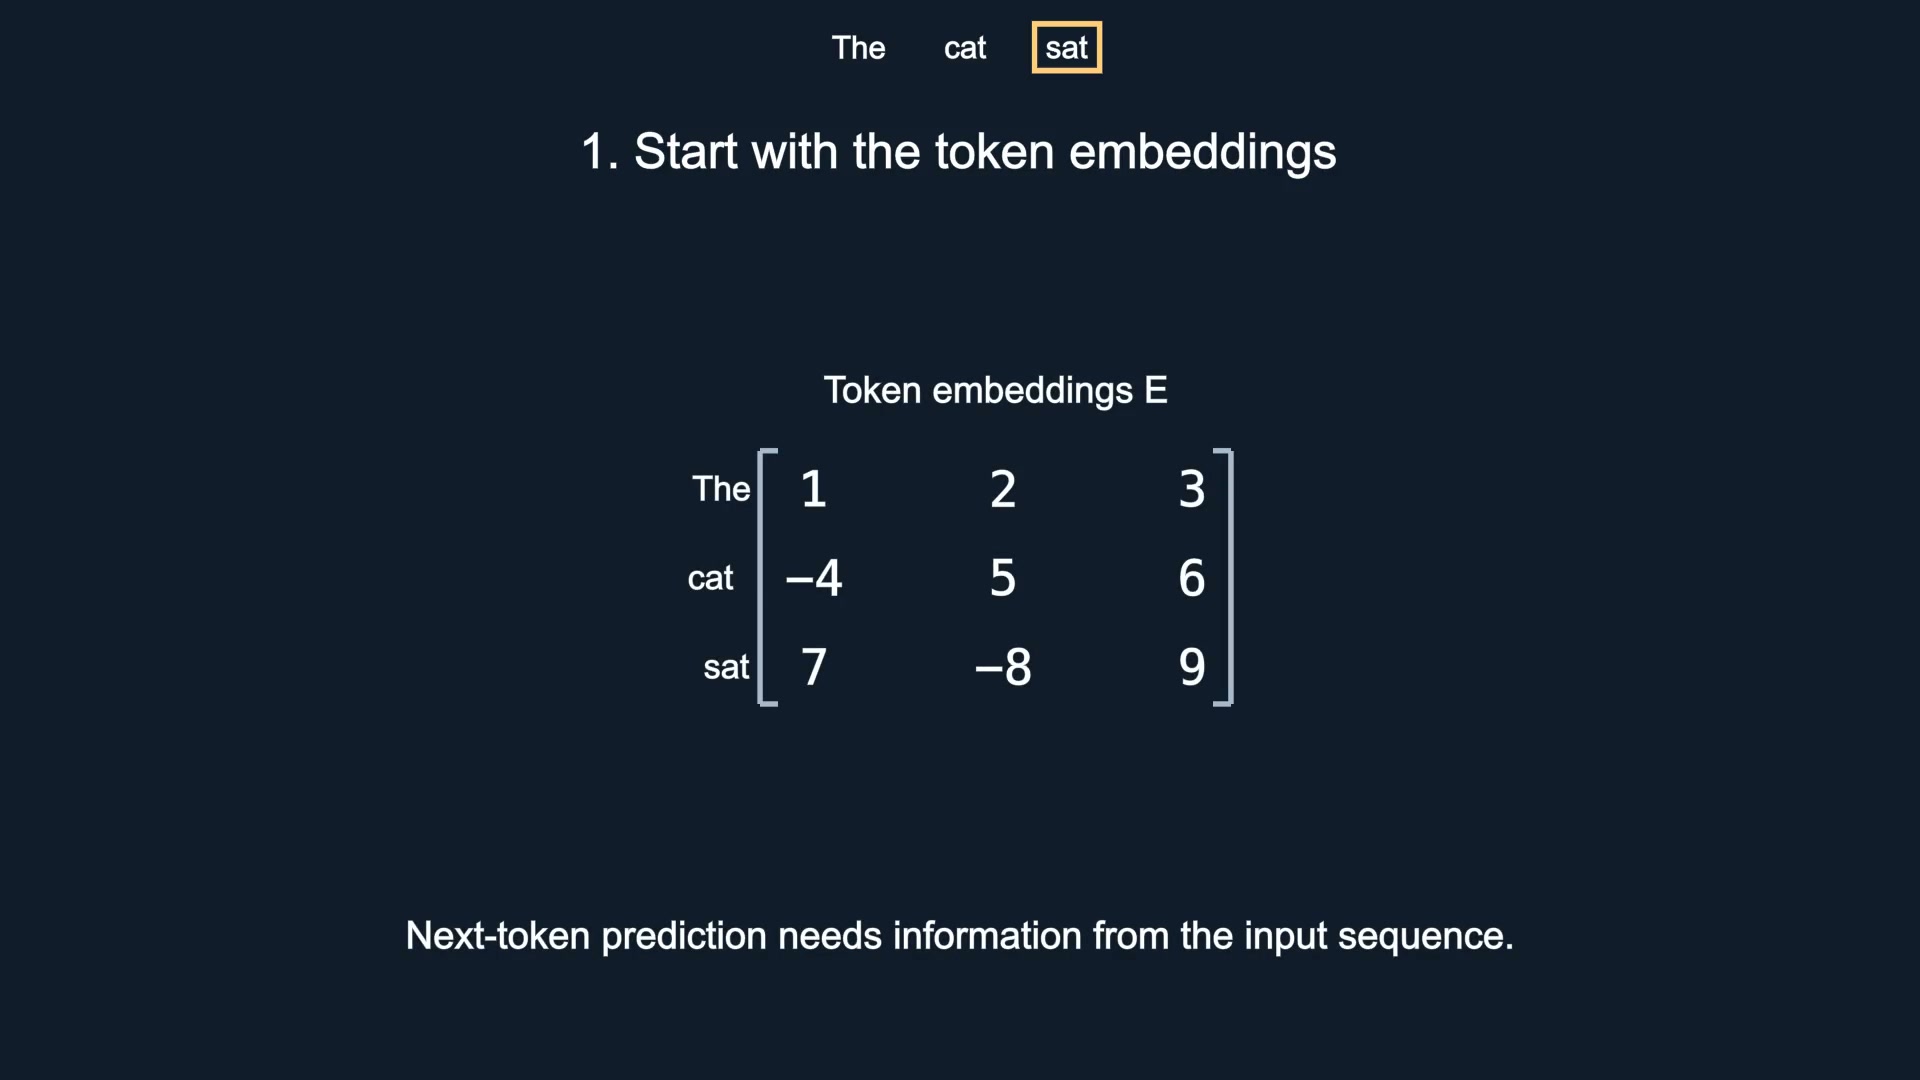 The cat sat
1. Start with the token embeddings
Token embeddings E
The 1 2 3
cat −4 5 6
sat 7 −8 9
Next-token prediction needs information from the input sequence.